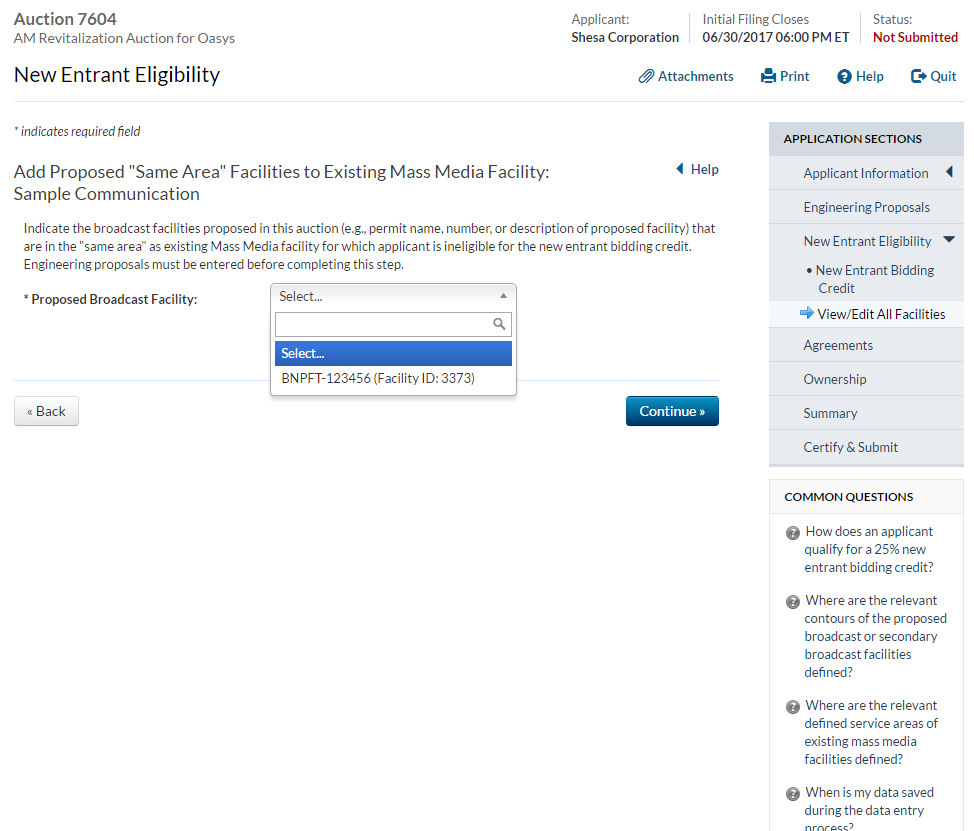 Auction 7604
AM Revitalization Auction for Oasys
Applicant:
Shesa Corporation
Initial Filing Closes
06/30/2017 06:00 PM ET
Status:
Not Submitted
New Entrant Eligibility
Attachments
Print
Help
Quit
* indicates required field
Add Proposed "Same Area" Facilities to Existing Mass Media Facility:
Sample Communication
Help
Indicate the broadcast facilities proposed in this auction (e.g., permit name, number, or description of proposed facility) that
are in the "same area" as existing Mass Media facility for which applicant is ineligible for the new entrant bidding credit.
Engineering proposals must be entered before completing this step.
* Proposed Broadcast Facility:
Select...
Select...
BNPFT-123456 (Facility ID: 3373)
« Back
Continue »
APPLICATION SECTIONS
Applicant Information
Engineering Proposals
New Entrant Eligibility
• New Entrant Bidding
Credit
View/Edit All Facilities
Agreements
Ownership
Summary
Certify & Submit
COMMON QUESTIONS
How does an applicant
qualify for a 25% new
entrant bidding credit?
Where are the relevant
contours of the proposed
broadcast or secondary
broadcast facilities
defined?
Where are the relevant
defined service areas of
existing mass media
facilities defined?
When is my data saved
during the data entry
process?